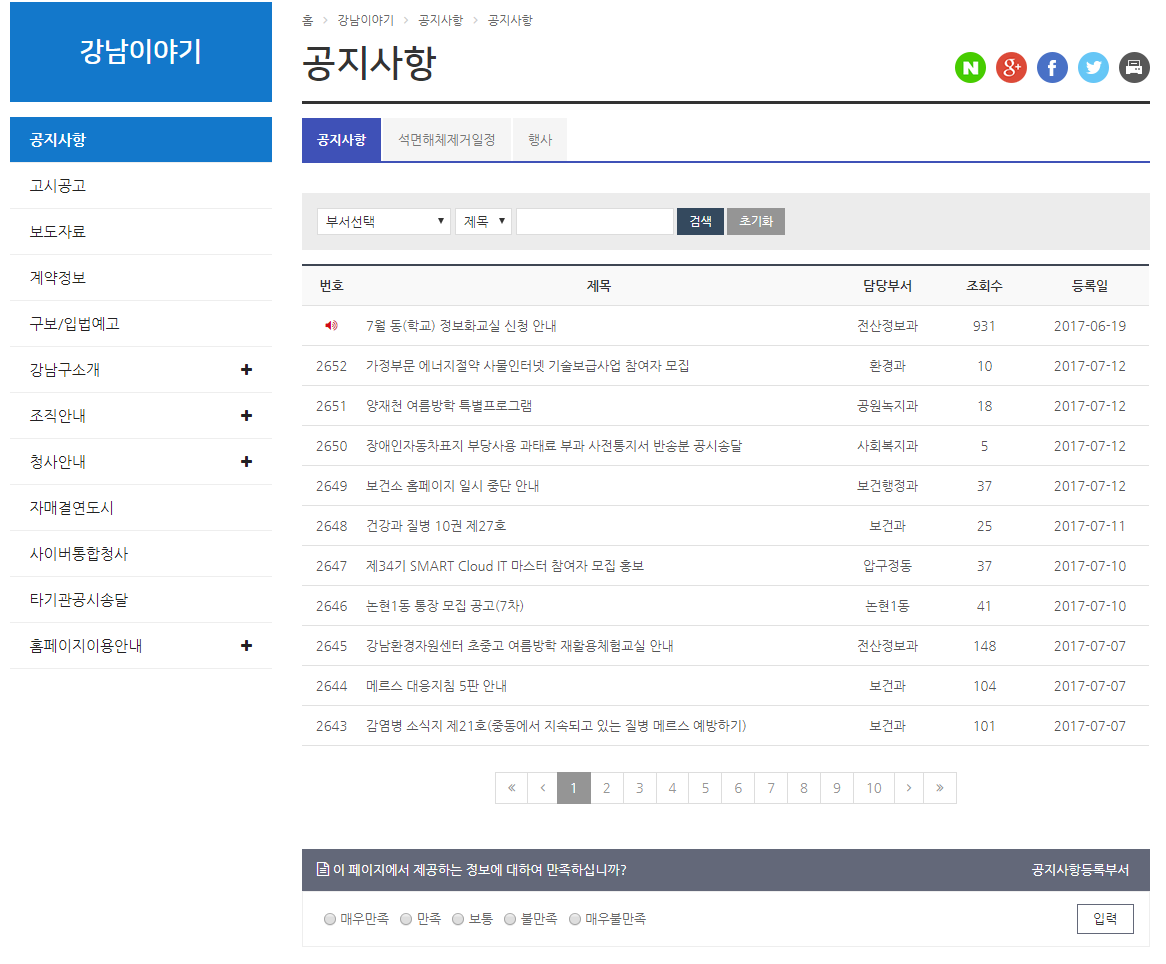 강남이야기
공지사항
고시공고
보도자료
계약정보
구보/입법예고
강남구소개
조직안내
청사안내
자매결연도시
사이버통합청사
타기관공시송달
홈페이지이용안내
홈 > 강남이야기 > 공지사항 > 공지사항
공지사항
공지사항 석면해체제거일정 행사
부서선택 제목 검색 초기화
번호 제목 담당부서 조회수 등록일
7월 동(학교) 정보화교실 신청 안내 전산정보과 931 2017-06-19
2652 가정부문 에너지절약 사물인터넷 기술보급사업 참여자 모집 환경과 10 2017-07-12
2651 양재천 여름방학 특별프로그램 공원녹지과 18 2017-07-12
2650 장애인자동차표지 부당사용 과태료 부과 사전통지서 반송분 공시송달 사회복지과 5 2017-07-12
2649 보건소 홈페이지 일시 중단 안내 보건행정과 37 2017-07-12
2648 건강과 질병 10권 제27호 보건과 25 2017-07-11
2647 제34기 SMART Cloud IT 마스터 참여자 모집 홍보 압구정동 37 2017-07-10
2646 논현1동 통장 모집 공고(7차) 논현1동 41 2017-07-10
2645 강남환경자원센터 초중고 여름방학 재활용체험교실 안내 전산정보과 148 2017-07-07
2644 메르스 대응지침 5판 안내 보건과 104 2017-07-07
2643 감염병 소식지 제21호(중동에서 지속되고 있는 질병 메르스 예방하기) 보건과 101 2017-07-07
« ‹ 1 2 3 4 5 6 7 8 9 10 › »
이 페이지에서 제공하는 정보에 대하여 만족하십니까? 공지사항등록부서
매우만족 만족 보통 불만족 매우불만족 입력